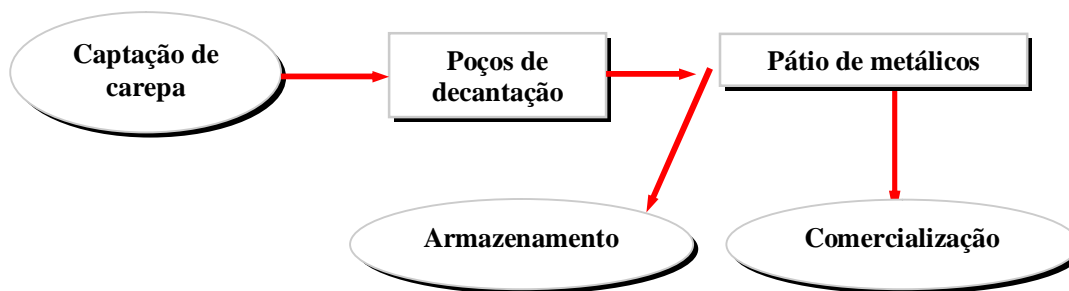 Captação de
carepa
Poços de
decantação
Pátio de metálicos
Armazenamento
Comercialização